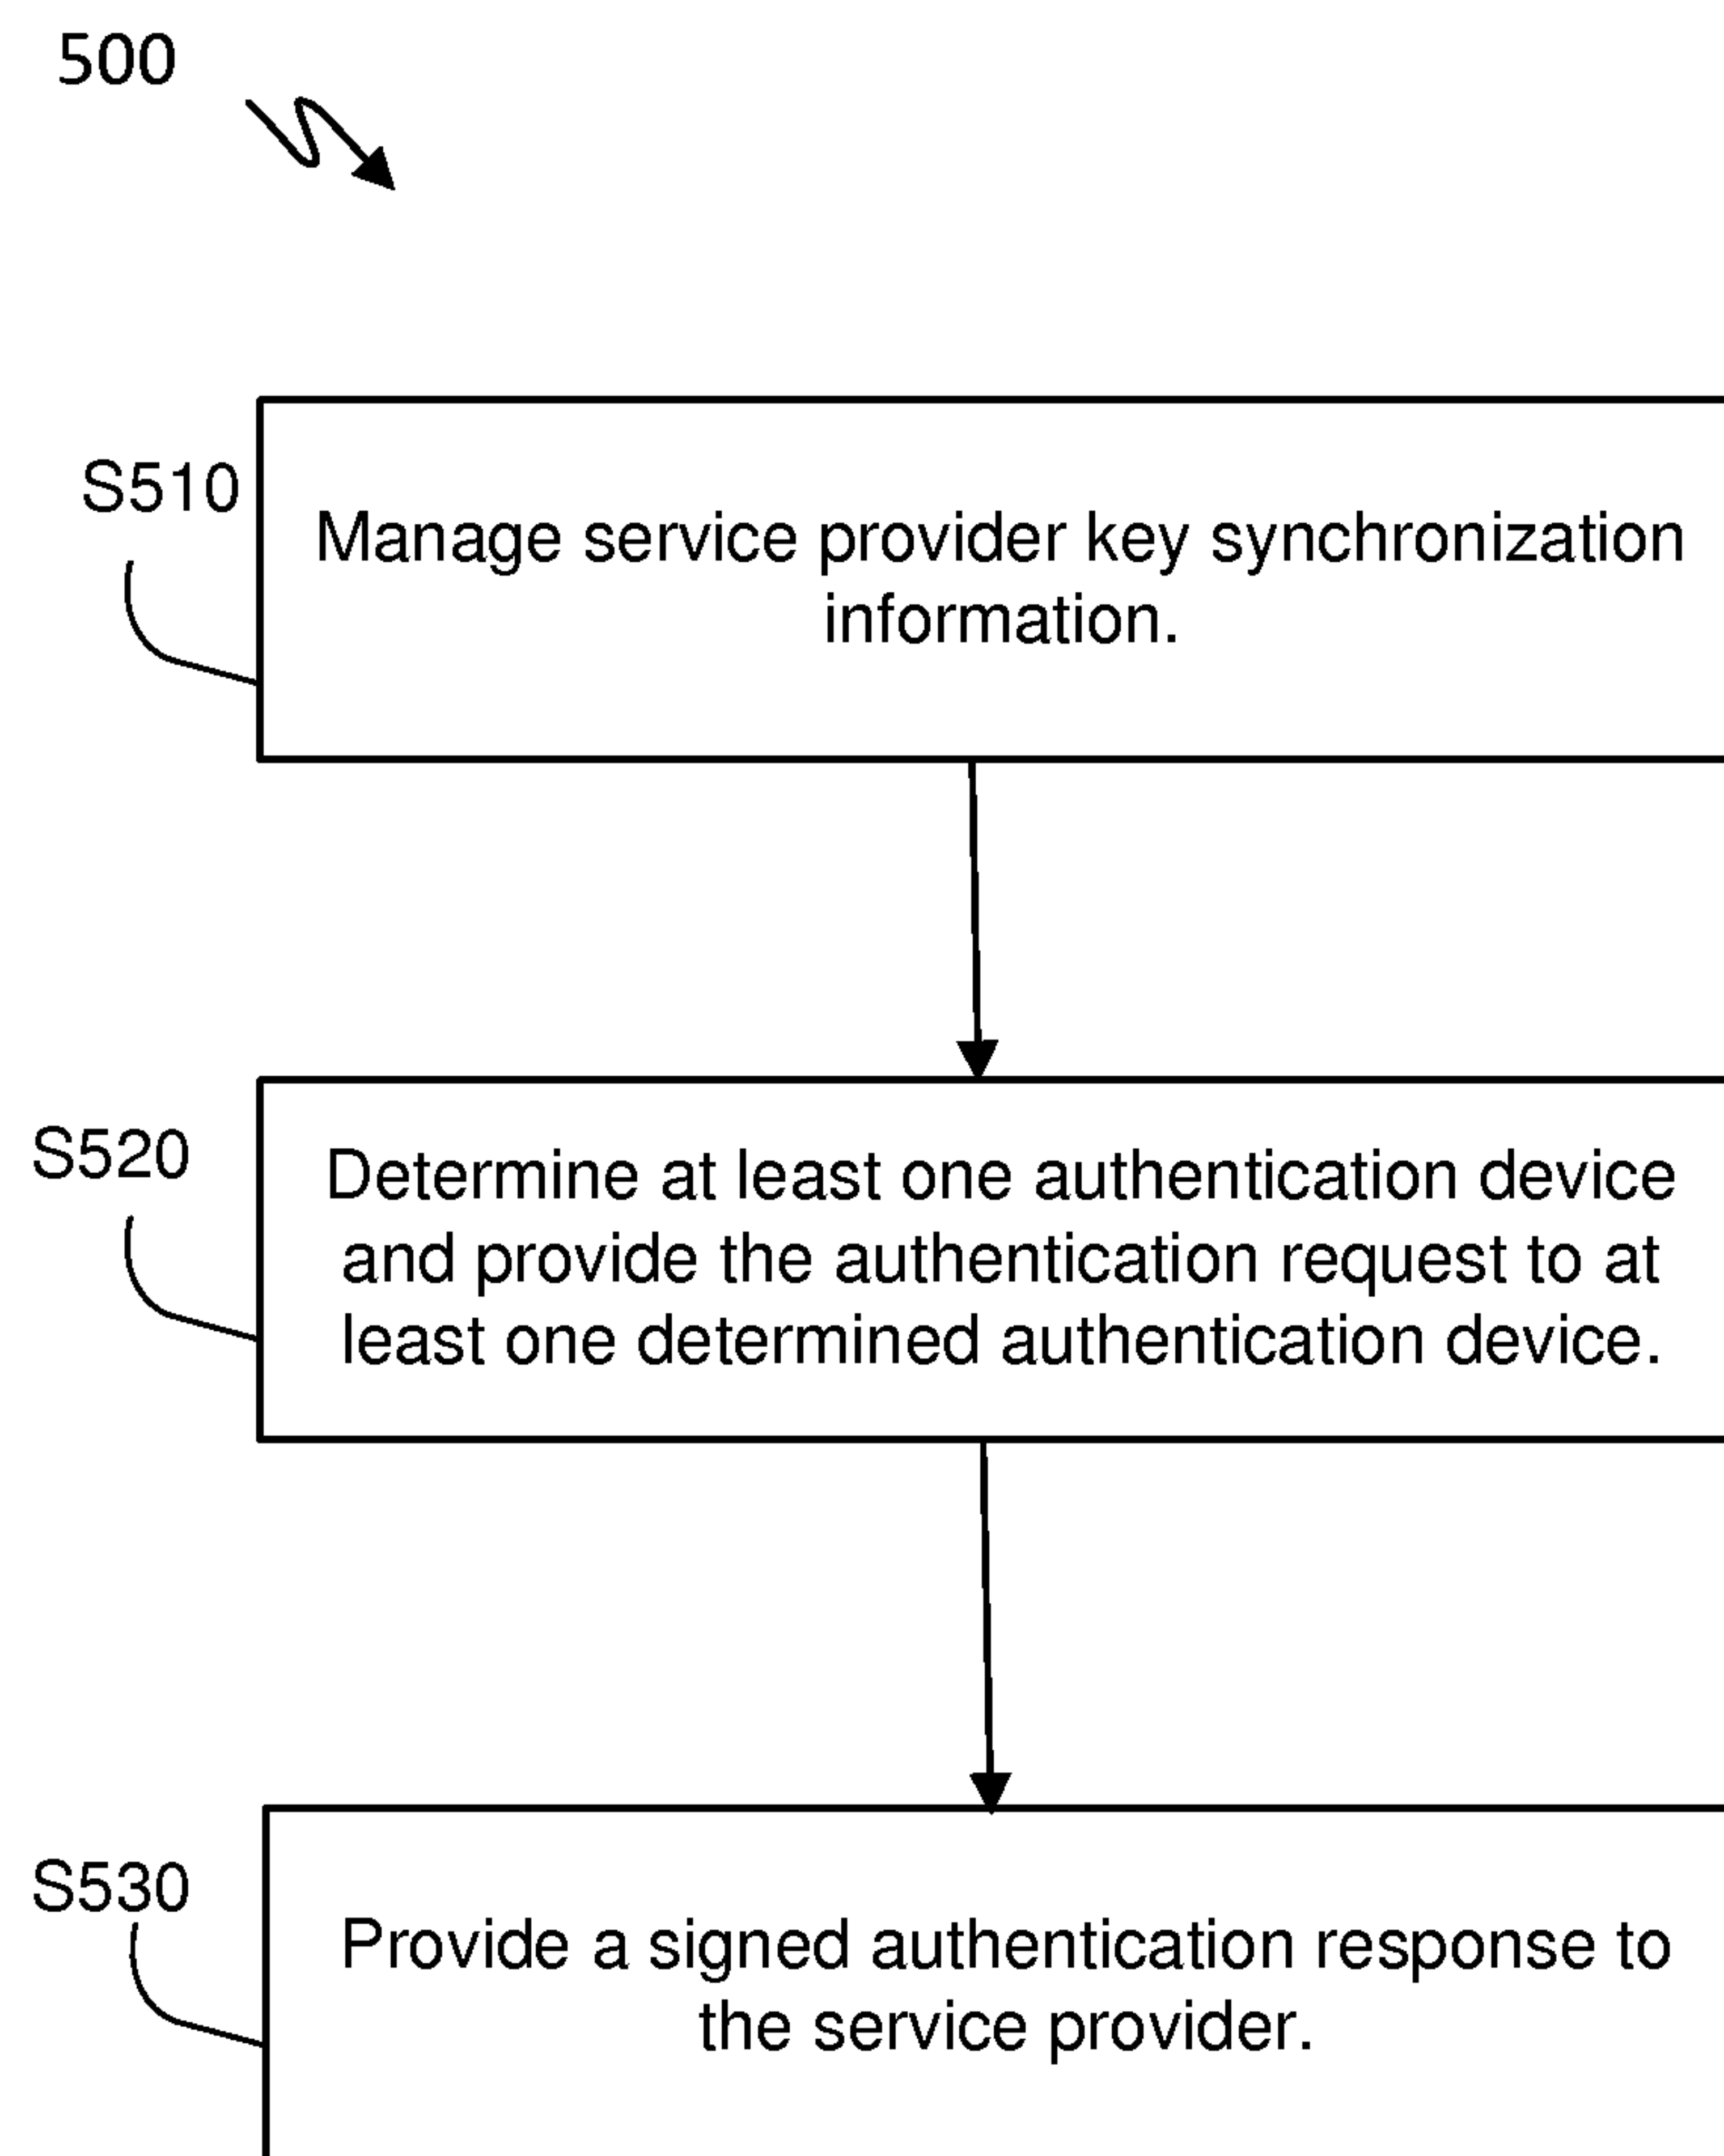 500
S510
Manage service provider key synchronization
information.
S520
Determine at least one authentication device
and provide the authentication request to at
least one determined authentication device.
S530
Provide a signed authentication response to
the service provider.